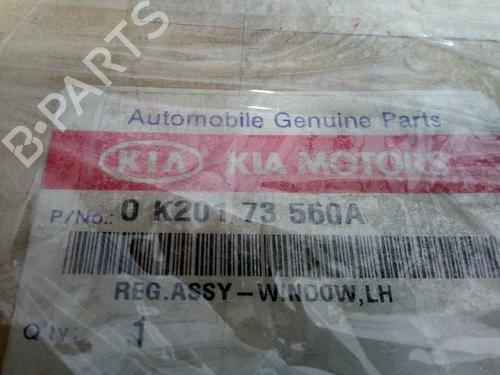 B-PARTS
Automobile Genuine Parts
KIA KIA MOTORS
P/No.: 0 K201 73 560A
REG.ASSY-WINDOW,LH
Q'ty: 1